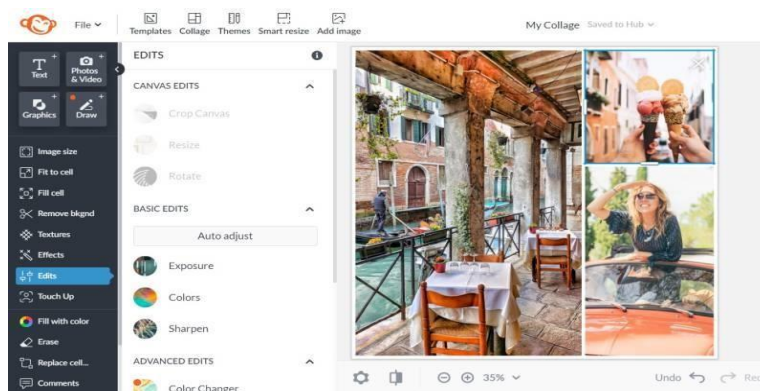 File
Templates Collage Themes Smart resize Add image
My Collage Saved to Hub
Text
Photos & Video
Graphics
Draw
Image size
Fit to cell
Fill cell
Remove bkgnd
Textures
Effects
Edits
Touch Up
Fill with color
Erase
Replace cell...
Comments
EDITS
CANVAS EDITS
Crop Canvas
Resize
Rotate
BASIC EDITS
Auto adjust
Exposure
Colors
Sharpen
ADVANCED EDITS
Color Changer
35%
Undo
Rec